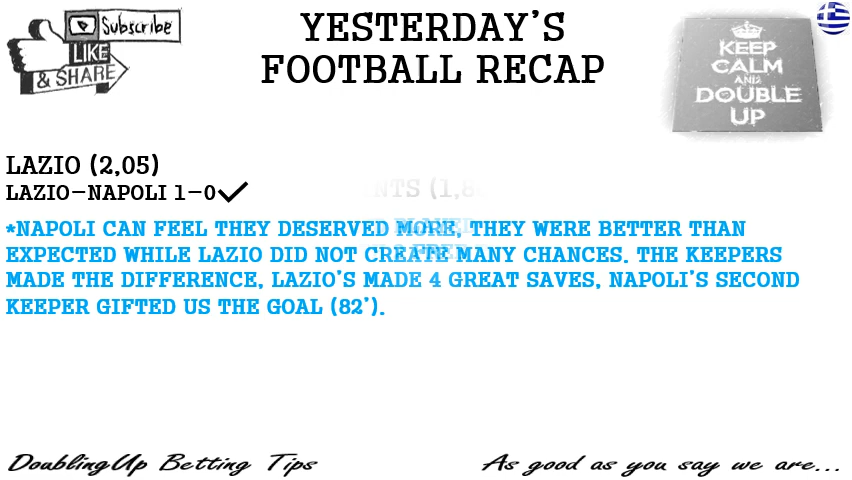 Subscribe
LIKE
& SHARE
YESTERDAY'S
FOOTBALL RECAP
KEEP
CALM
AND
DOUBLE
UP
LAZIO (2,05)
LAZIO-NAPOLI 1-0✓
*NAPOLI CAN FEEL THEY DESERVED MORE, THEY WERE BETTER THAN
EXPECTED WHILE LAZIO DID NOT CREATE MANY CHANCES. THE KEEPERS
MADE THE DIFFERENCE, LAZIO'S MADE 4 GREAT SAVES, NAPOLI'S SECOND
KEEPER GIFTED US THE GOAL (82').
DoublingUp Betting Tips
As good as you say we are...